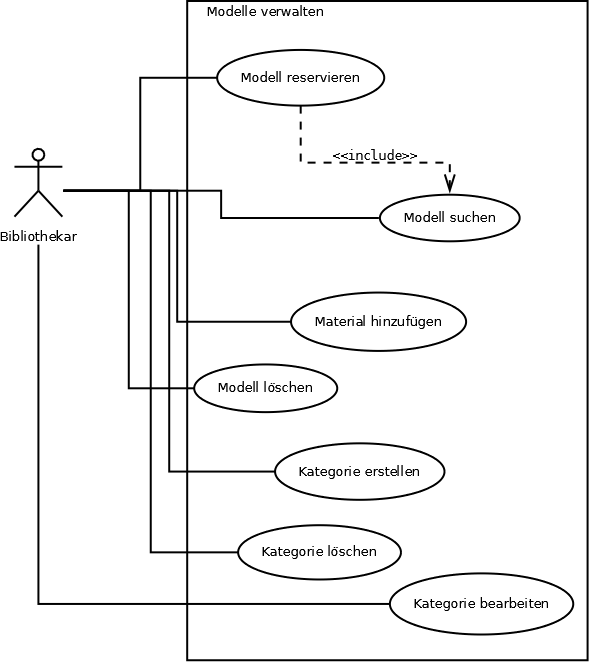 Modelle verwalten
Modell reservieren
<<include>>
Modell suchen
Bibliothekar
Material hinzufügen
Modell löschen
Kategorie erstellen
Kategorie löschen
Kategorie bearbeiten